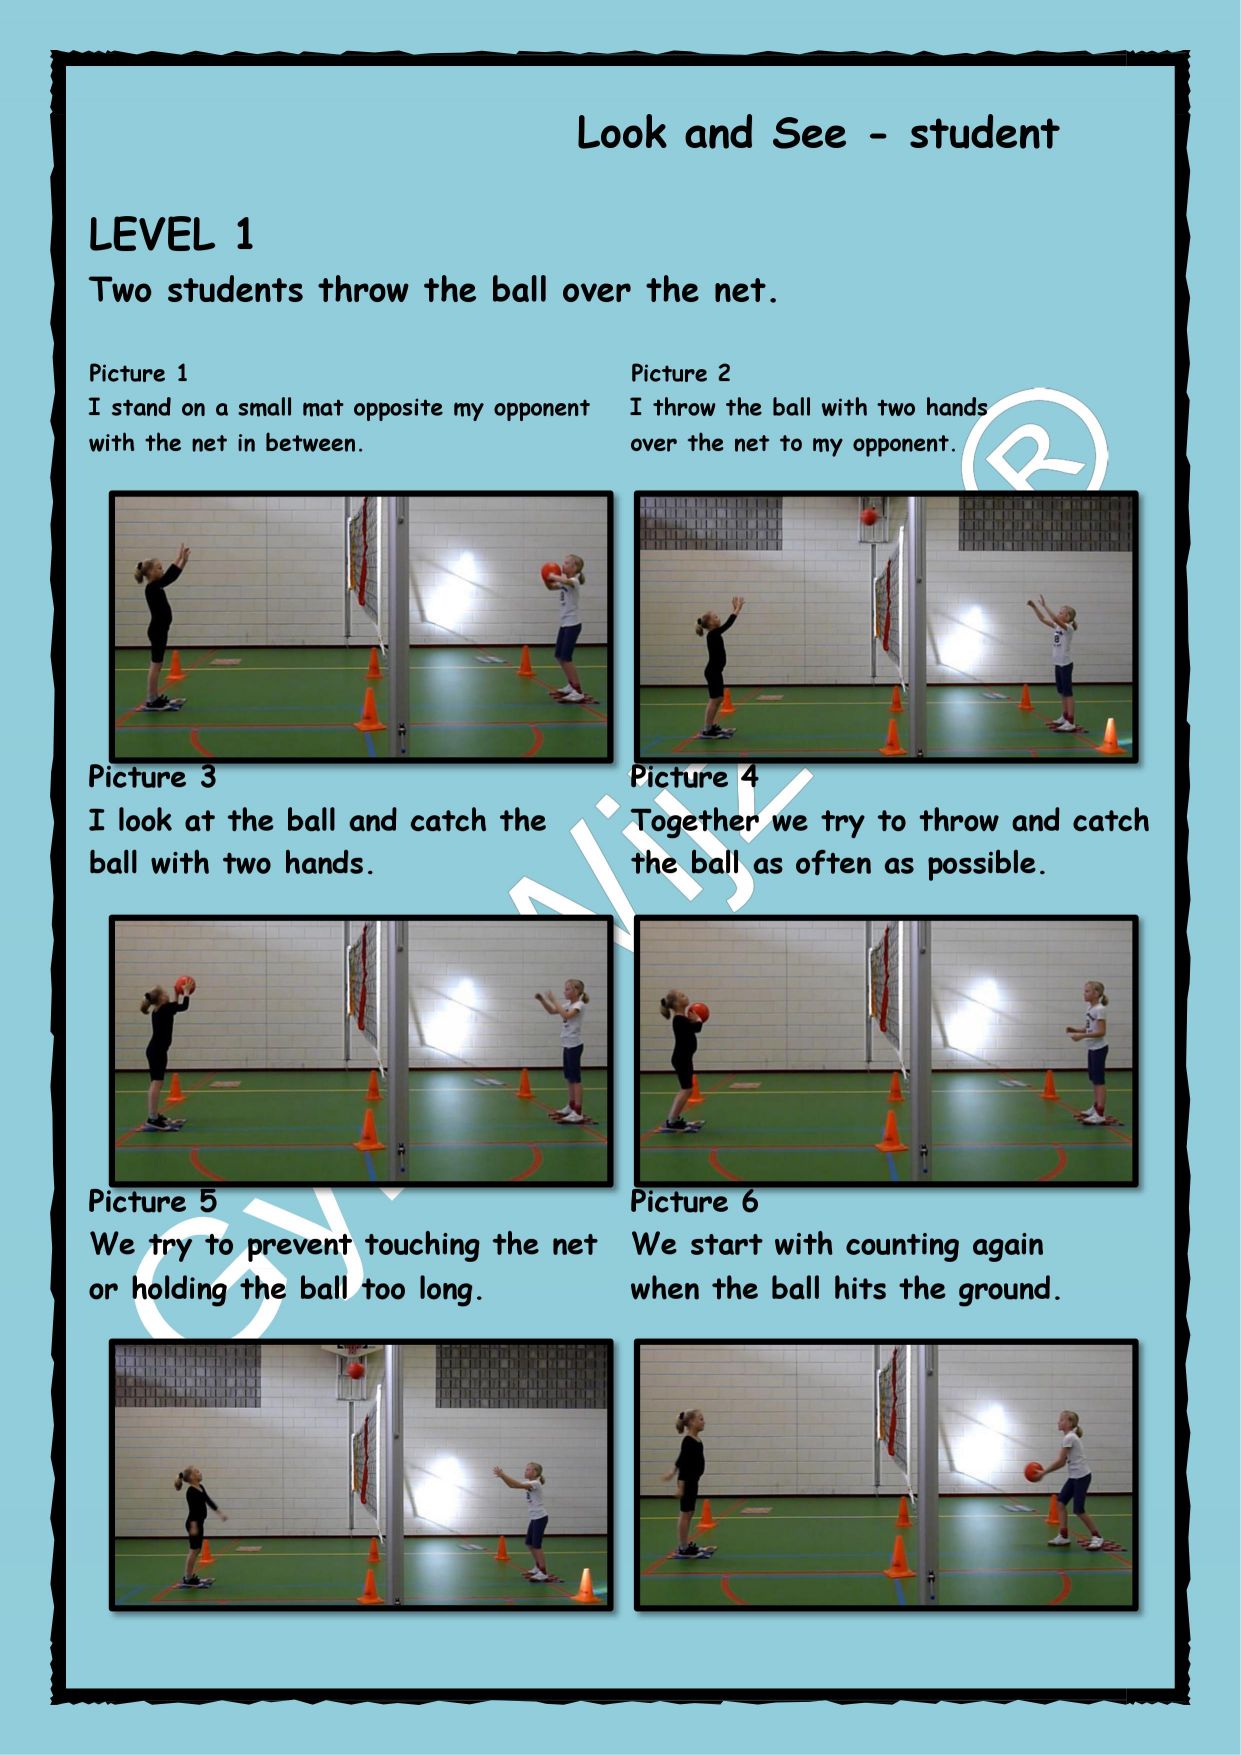 Look and See - student
LEVEL 1
Two students throw the ball over the net.
Picture 1
I stand on a small mat opposite my opponent
with the net in between.
Picture 2
I throw the ball with two hands
over the net to my opponent.
Picture 3
I look at the ball and catch the
ball with two hands.
Picture 4
Together we try to throw and catch
the ball as often as possible.
Picture 5
We try to prevent touching the net
or holding the ball too long.
Picture 6
We start with counting again
when the ball hits the ground.
®